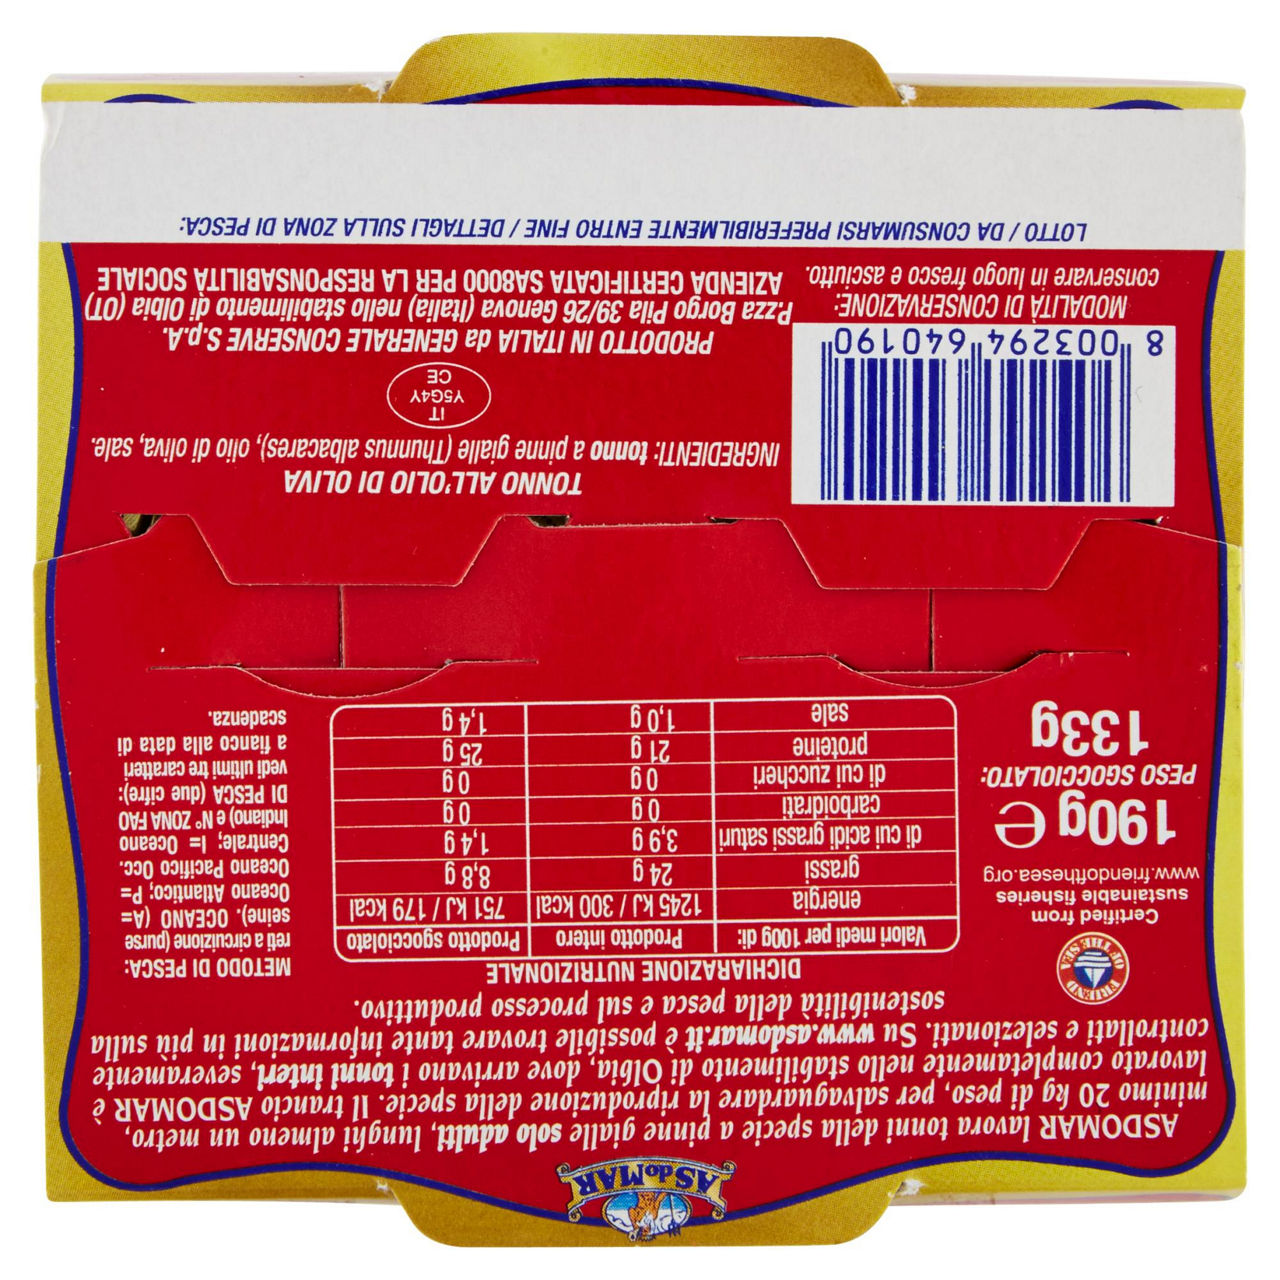 AS do MAR
ASDOMAR lavora tonni della specie a pinne gialle solo adulti, lunghi almeno un metro,
minimo 20 kg di peso, per salvaguardare la riproduzione della specie. Il trancio ASDOMAR è
lavorato completamente nello stabilimento di Olbia, dove arrivano i tonni interi, severamente
controllati e selezionati. Su www.asdomar.it è possibile trovare tante informazioni in più sulla
sostenibilità della pesca e sul processo produttivo.
FRIEND
OF THE SEA
Certified from
sustainable fisheries
www.friendofthesea.org
190g e
PESO SGOCCIOLATO:
133g
DICHIARAZIONE NUTRIZIONALE
Valori medi per 100g di: Prodotto intero Prodotto sgocciolato
energia 1245 kJ / 300 kcal 751 kJ / 179 kcal
grassi 24 g 8,8 g
di cui acidi grassi saturi 3,9 g 1,4 g
carboidrati 0 g 0 g
di cui zuccheri 0 g 0 g
proteine 21 g 25 g
sale 1,0 g 1,4 g
METODO DI PESCA:
reti a circuizione (purse
seine). OCEANO (A=
Oceano Atlantico; P=
Oceano Pacifico Occ.
Centrale; I= Oceano
Indiano) e N° ZONA FAO
DI PESCA (due cifre):
vedi ultimi tre caratteri
a fianco alla data di
scadenza.
TONNO ALL'OLIO DI OLIVA
INGREDIENTI: tonno a pinne gialle (Thunnus albacares), olio di oliva, sale.
IT
Y5G4Y
CE
PRODOTTO IN ITALIA da GENERALE CONSERVE S.p.A.
P.zza Borgo Pila 39/26 Genova (Italia) nello stabilimento di Olbia (OT)
AZIENDA CERTIFICATA SA8000 PER LA RESPONSABILITÀ SOCIALE
8 003294 640190
MODALITÀ DI CONSERVAZIONE:
conservare in luogo fresco e asciutto.
LOTTO / DA CONSUMARSI PREFERIBILMENTE ENTRO FINE / DETTAGLI SULLA ZONA DI PESCA: